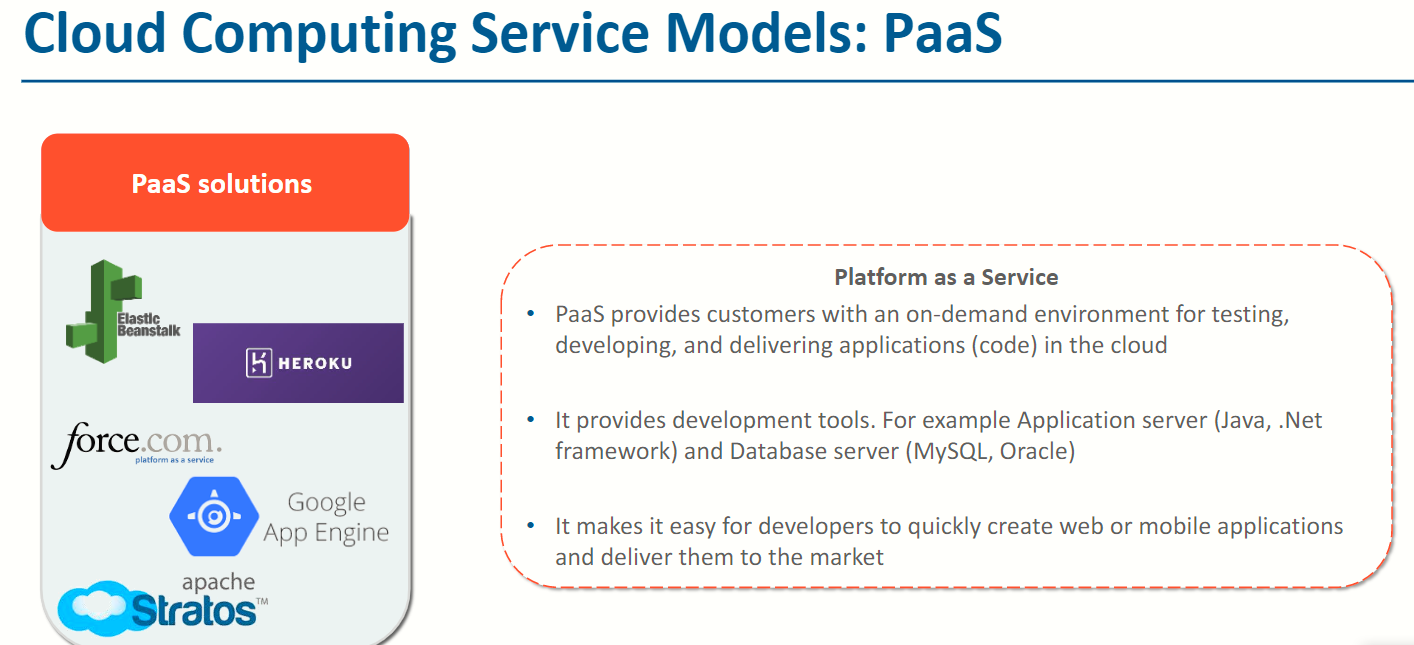 Cloud Computing Service Models: PaaS
PaaS solutions
Elastic
Beanstalk
HEROKU
force.com.
platform as a service
Google
App Engine
apache
Stratos™
Platform as a Service
• PaaS provides customers with an on-demand environment for testing,
developing, and delivering applications (code) in the cloud
• It provides development tools. For example Application server (Java, .Net
framework) and Database server (MySQL, Oracle)
• It makes it easy for developers to quickly create web or mobile applications
and deliver them to the market